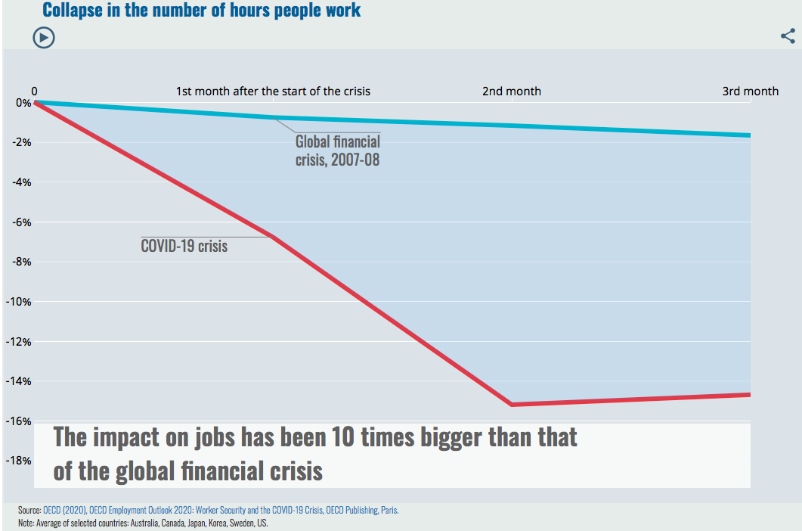 Collapse in the number of hours people work
0 1st month after the start of the crisis 2nd month 3rd month
0%
-2%
Global financial
crisis, 2007-08
-4%
-6%
COVID-19 crisis
-8%
-10%
-12%
-14%
-16%
The impact on jobs has been 10 times bigger than that
of the global financial crisis
-18%
Source: OECD (2020), OECD Employment Outlook 2020: Worker Security and the COVID-19 Crisis, OECD Publishing, Paris.
Note: Average of selected countries: Australia, Canada, Japan, Korea, Sweden, US.